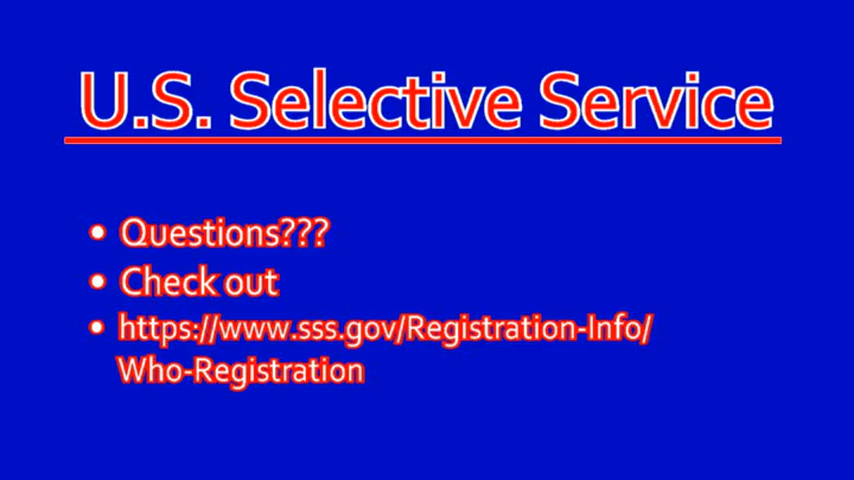 U.S. Selective Service
• Questions???
• Check out
• https://www.sss.gov/Registration-Info/
Who-Registration